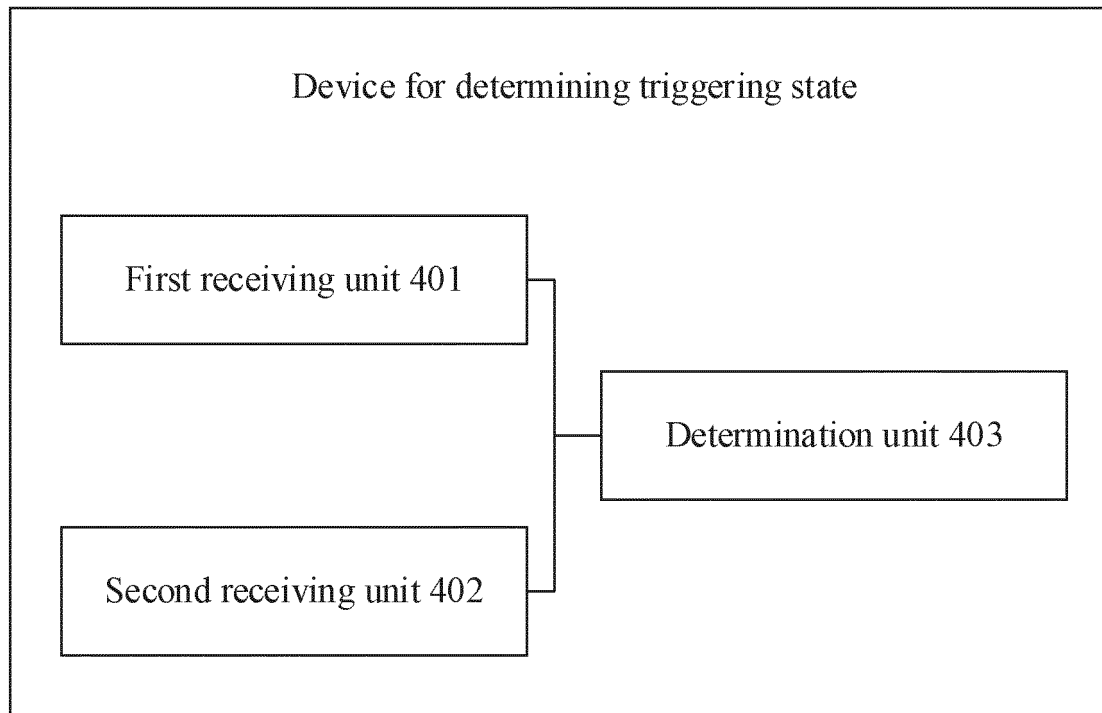 Device for determining triggering state
First receiving unit 401
Determination unit 403
Second receiving unit 402